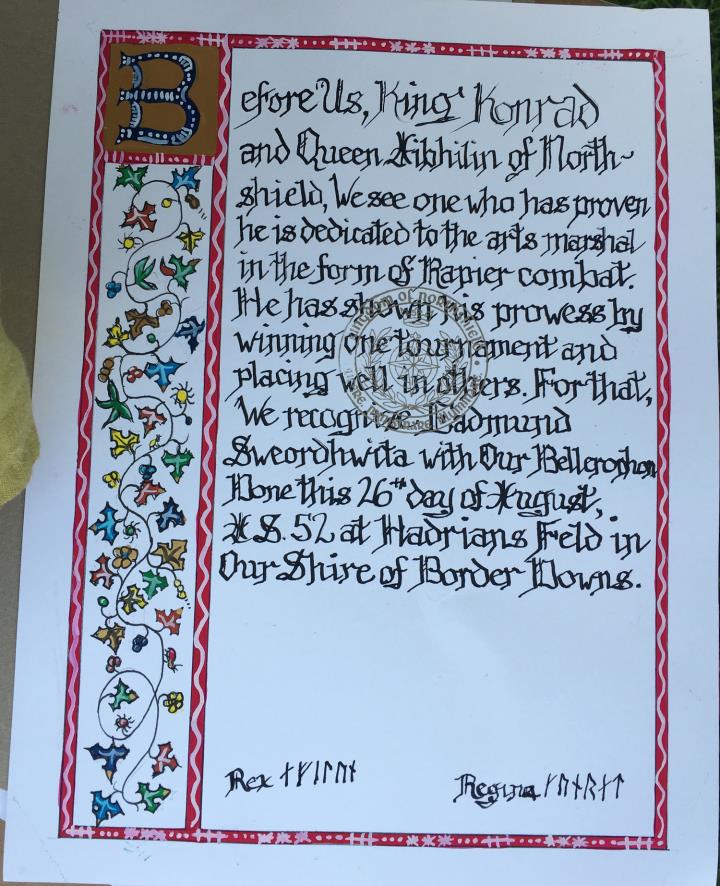 Before Us, King Konrad
and Queen Aibhilin of North~
shield, We see one who has proven
he is dedicated to the arts marshal
in the form of Rapier combat.
He has shown his prowess by
winning one tournament and
placing well in others. For that,
We recognize Eadmund
Sweordhwita with Our Bellerophon
Done this 26th day of August,
A.S. 52 at Hadrians Feld in
Our Shire of Border Downs.
Rex
Regina ᚴᚢᚾᚱᛅᛏ